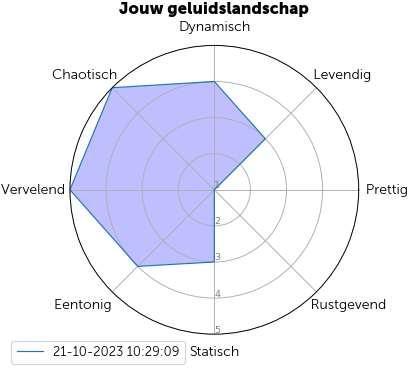 Jouw geluidslandschap
Dynamisch
Chaotisch
Levendig
Vervelend
1
Prettig
2
3
4
Eentonig
Rustgevend
5
21-10-2023 10:29:09
Statisch